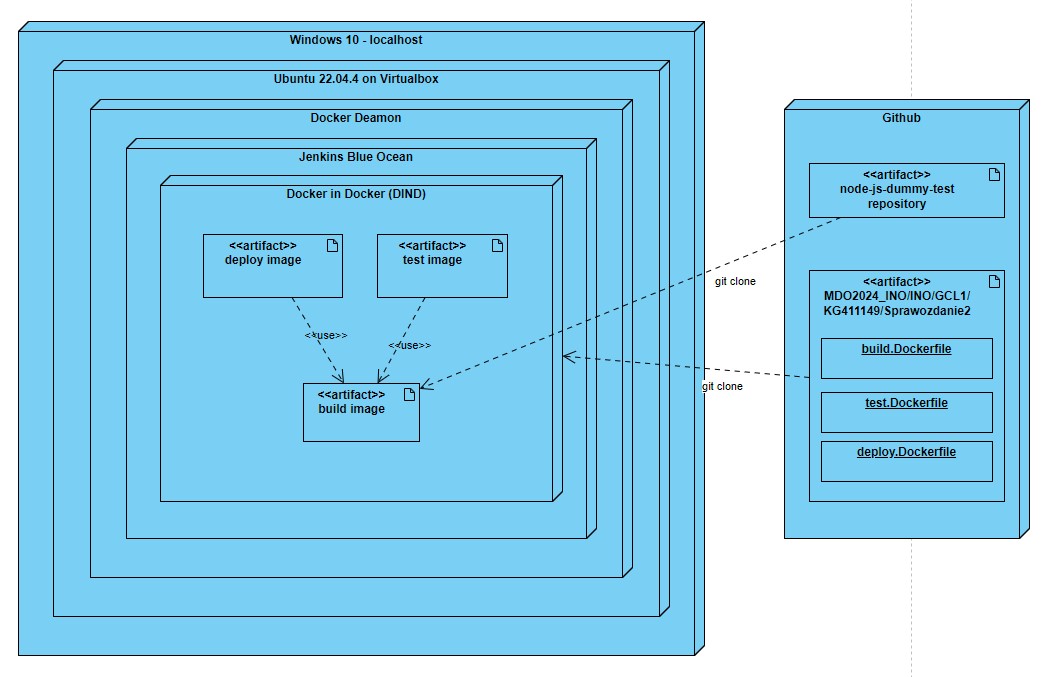 Windows 10 - localhost
Ubuntu 22.04.4 on Virtualbox
Docker Deamon
Jenkins Blue Ocean
Docker in Docker (DIND)
<<artifact>>
deploy image
<<artifact>>
test image
<<use>>
<<use>>
<<artifact>>
build image
git clone
git clone
Github
<<artifact>>
node-js-dummy-test
repository
<<artifact>>
MDO2024_INO/INO/GCL1/
KG411149/Sprawozdanie2
build.Dockerfile
test.Dockerfile
deploy.Dockerfile